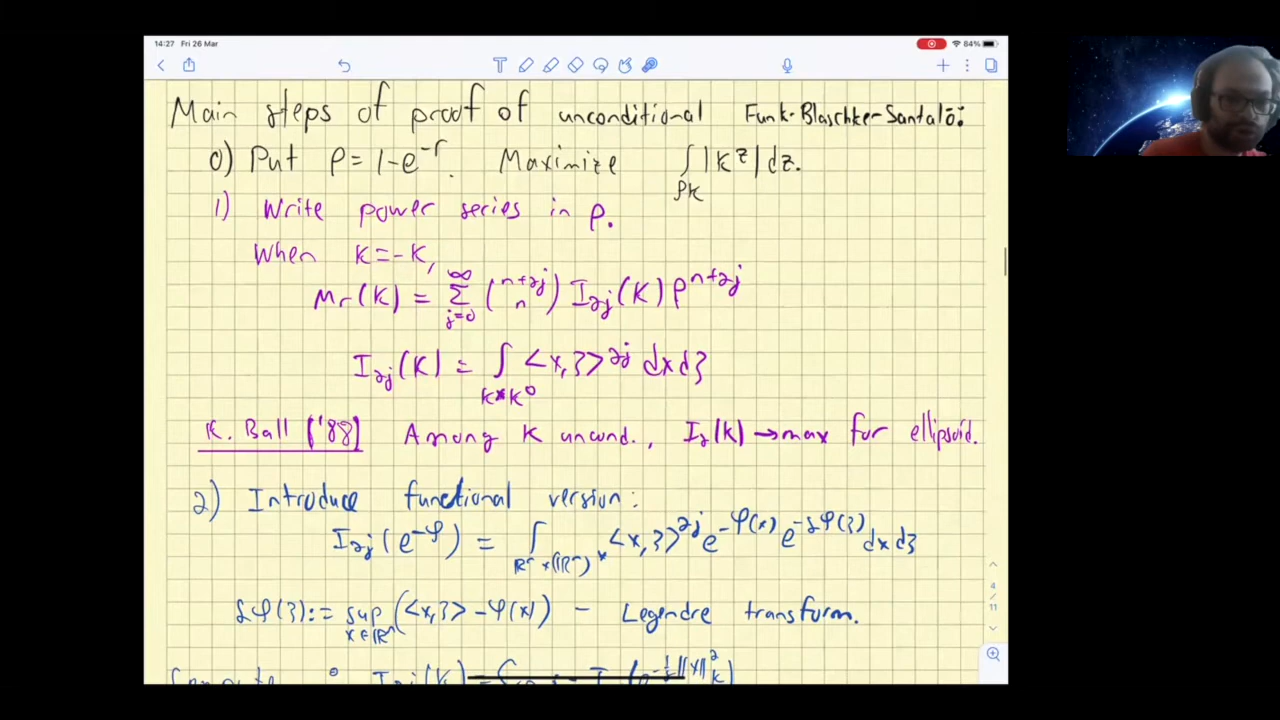 14:27 Fri 26 Mar
84%
Main steps of proof of unconditional Funk-Blaschke-Santaló:
0) Put ρ = 1-e^{-r}. Maximize ∫_{ρK} |K^z| dz.
1) Write power series in ρ.
When K=-K,
M_r(K) = Σ_{j=0}^{∞} (n+2j n) I_{2j}(K) ρ^{n+2j}
I_{2j}(K) = ∫_{K×K^0} <x,ξ>^{2j} dx dξ
K. Ball ['88] Among K uncond., I_2(K) → max for ellipsoid.
2) Introduce functional version:
I_{2j}(e^{-φ}) = ∫_{ℝ^n×(ℝ^n)^*} <x,ξ>^{2j} e^{-φ(x)} e^{-ℒφ(ξ)} dx dξ
ℒφ(ξ) := sup_{x∈ℝ^n} (<x,ξ> - φ(x)) - Legendre transform.
4
11